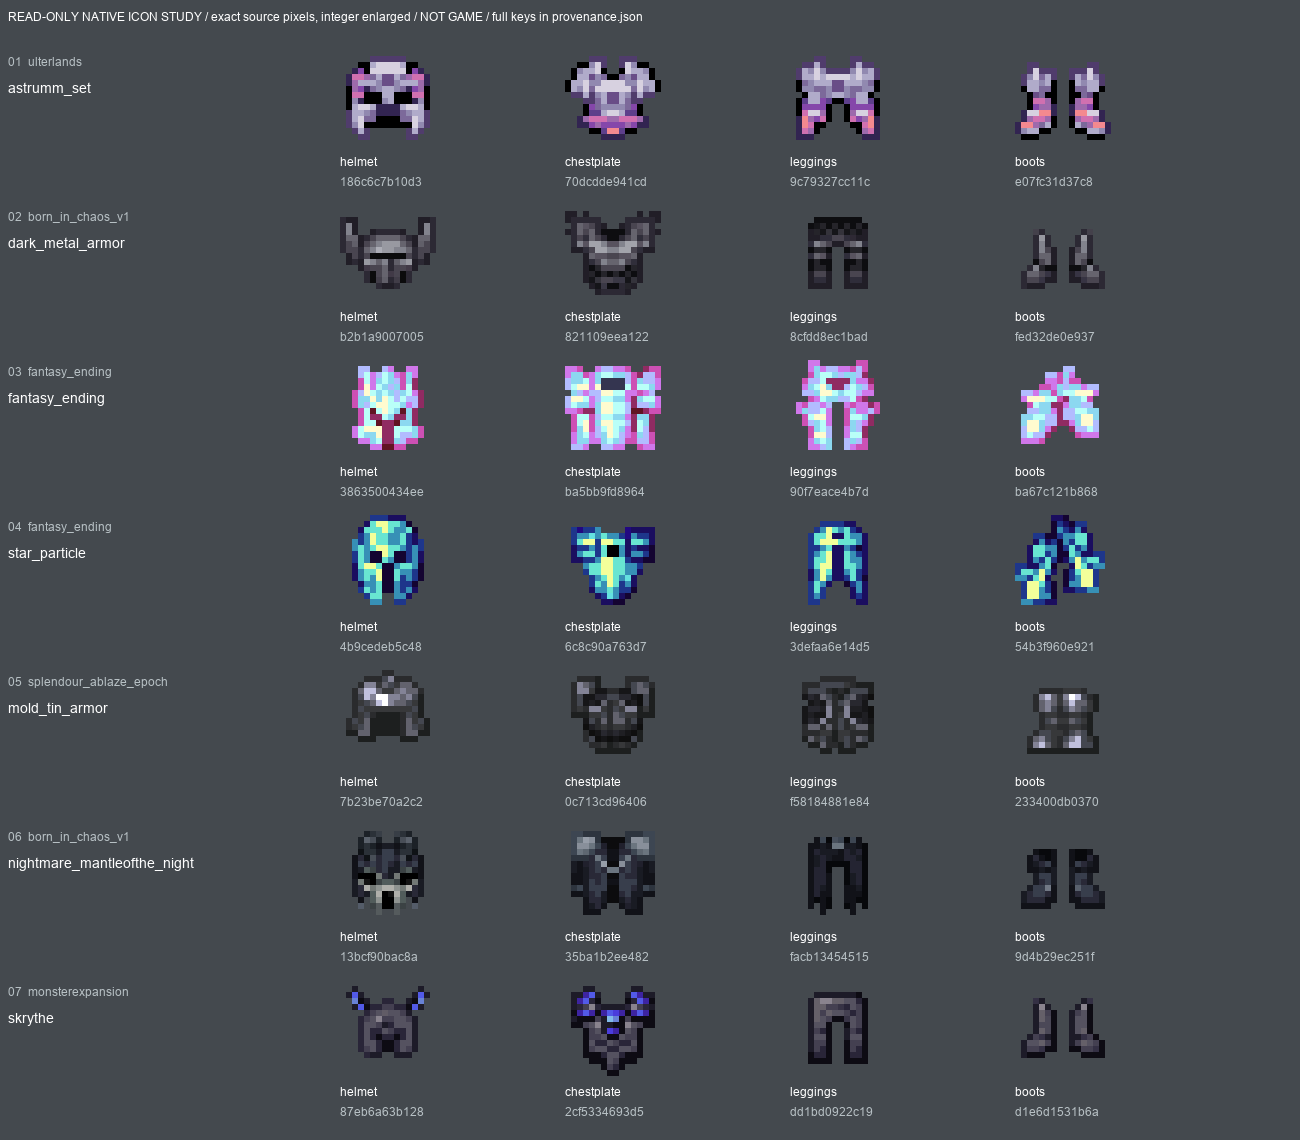 READ-ONLY NATIVE ICON STUDY / exact source pixels, integer enlarged / NOT GAME / full keys in provenance.json
01 ulterlands
astrumm_set
helmet chestplate leggings boots
186c6c7b10d3 70dcdde941cd 9c79327cc11c e07fc31d37c8
02 born_in_chaos_v1
dark_metal_armor
helmet chestplate leggings boots
b2b1a9007005 821109eea122 8cfdd8ec1bad fed32de0e937
03 fantasy_ending
fantasy_ending
helmet chestplate leggings boots
3863500434ee ba5bb9fd8964 90f7eace4b7d ba67c121b868
04 fantasy_ending
star_particle
helmet chestplate leggings boots
4b9cedeb5c48 6c8c90a763d7 3defaa6e14d5 54b3f960e921
05 splendour_ablaze_epoch
mold_tin_armor
helmet chestplate leggings boots
7b23be70a2c2 0c713cd96406 f58184881e84 233400db0370
06 born_in_chaos_v1
nightmare_mantleofthe_night
helmet chestplate leggings boots
13bcf90bac8a 35ba1b2ee482 facb13454515 9d4b29ec251f
07 monsterexpansion
skrythe
helmet chestplate leggings boots
87eb6a63b128 2cf5334693d5 dd1bd0922c19 d1e6d1531b6a